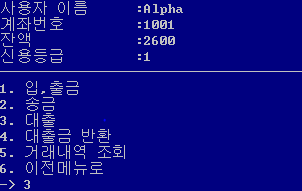 사용자 이름 :Alpha
계좌번호 :1001
잔액 :2600
신용등급 :1
1. 입,출금
2. 송금
3. 대출
4. 대출금 반환
5. 거래내역 조회
6. 이전메뉴로
-> 3